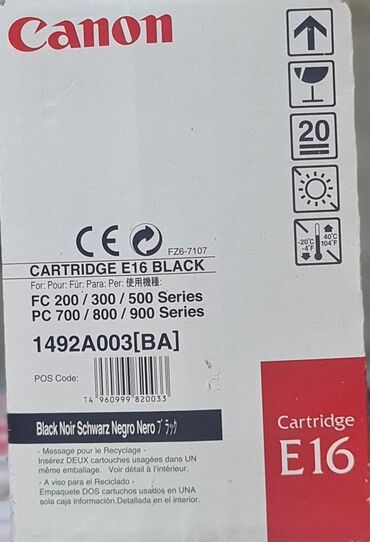 Canon
20
-20°C
-4°F
40°C
104°F
CE
FZ6-7107
CARTRIDGE E16 BLACK
For: Pour: Für: Para: Per: 使用機種:
FC 200 / 300 / 500 Series
PC 700 / 800 / 900 Series
1492A003[BA]
POS Code:
T4 960999 820033
Black Noir Schwarz Negro Nero ブラック
- Message pour le Recyclage -
Insérez DEUX cartouches usagées dans UN
même emballage. Voir détail à l'intérieur.
- A viso para el Reciclado -
Empaquete DOS cartuchos usados en una
sola caja información.Detallada en el interior.
Cartridge
E16